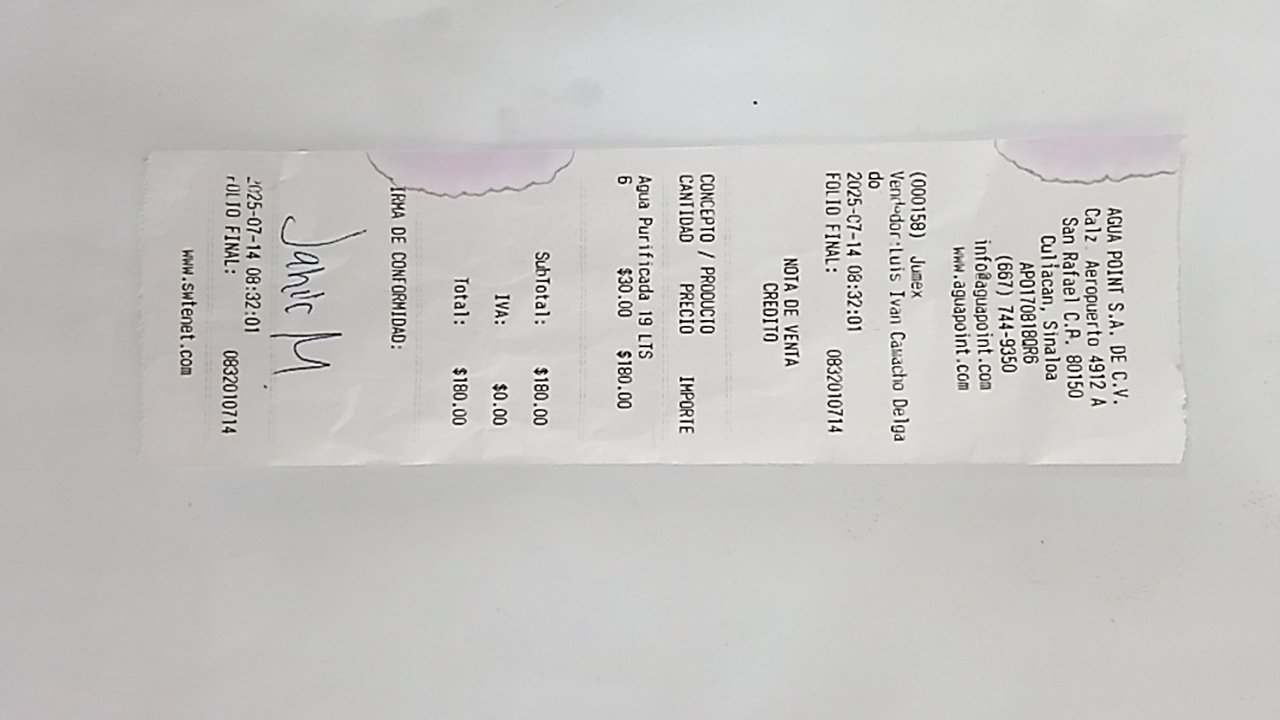 AGUA POINT S.A. DE C.V.
Calz Aeropuerto 4912 A
San Rafael C.P. 80150
Culiacan, Sinaloa
APO170818QR6
(667) 744-9350
info@aguapoint.com
www.aguapoint.com
(000158) Jumex
Vendedor:Luis Ivan Camacho Delga
do
2025-07-14 08:32:01
FOLIO FINAL: 0832010714
NOTA DE VENTA
CREDITO
CONCEPTO / PRODUCTO
CANTIDAD PRECIO IMPORTE
Agua Purificada 19 LTS
6 $30.00 $180.00
SubTotal: $180.00
IVA: $0.00
Total: $180.00
IRMA DE CONFORMIDAD:
2025-07-14 08:32:01
FOLIO FINAL: 0832010714
www.swtenet.com